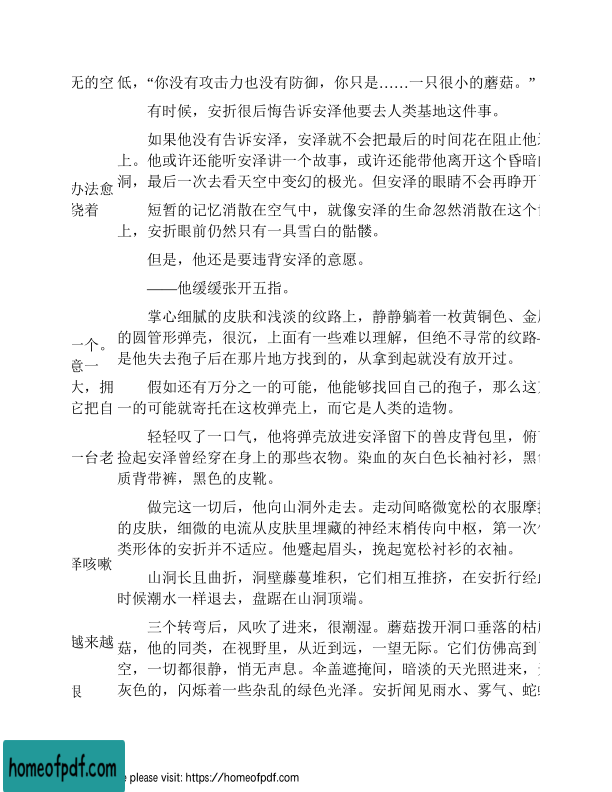 无的空
办法愈
绕着
一个。
意一
大，拥
它把自
一台老
泽咳嗽
越来越
艮
低，“你没有攻击力也没有防御，你只是……一只很小的蘑菇。”
有时候，安折很后悔告诉安泽他要去人类基地这件事。
如果他没有告诉安泽，安泽就不会把最后的时间花在阻止他
上。他或许还能听安泽讲一个故事，或许还能带他离开这个昏暗
洞，最后一次去看天空中变幻的极光。但安泽的眼睛不会再睁开
短暂的记忆消散在空气中，就像安泽的生命忽然消散在这个
上，安折眼前仍然只有一具雪白的骷髅。
但是，他还是要违背安泽的意愿。
——他缓缓张开五指。
掌心细腻的皮肤和浅淡的纹路上，静静躺着一枚黄铜色、金
的圆管形弹壳，很沉，上面有一些难以理解，但绝不寻常的纹路
是他失去孢子后在那片地方找到的，从拿到起就没有放开过。
假如还有万分之一的可能，他能够找回自己的孢子，那么这
一的可能就寄托在这枚弹壳上，而它是人类的造物。
轻轻叹了一口气，他将弹壳放进安泽留下的兽皮背包里，俯
捡起安泽曾经穿在身上的那些衣物。染血的灰白色长袖衬衫，黑
质背带裤，黑色的皮靴。
做完这一切后，他向山洞外走去。走动间略微宽松的衣服摩
的皮肤，细微的电流从皮肤里埋藏的神经末梢传向中枢，第一次
类形体的安折并不适应。他蹙起眉头，挽起宽松衬衫的衣袖。
山洞长且曲折，洞壁藤蔓堆积，它们相互推挤，在安折行经
时候潮水一样退去，盘踞在山洞顶端。
三个转弯后，风吹了进来，很潮湿。蘑菇拨开洞口垂落的枯
菇，他的同类，在视野里，从近到远，一望无际。它们仿佛高到
空，一切都很静，悄无声息。伞盖遮掩间，暗淡的天光照进来，
灰色的，闪烁着一些杂乱的绿色光泽。安折闻见雨水、雾气、蛇
homeofpdf.com
e please visit: https://homeofpdf.com